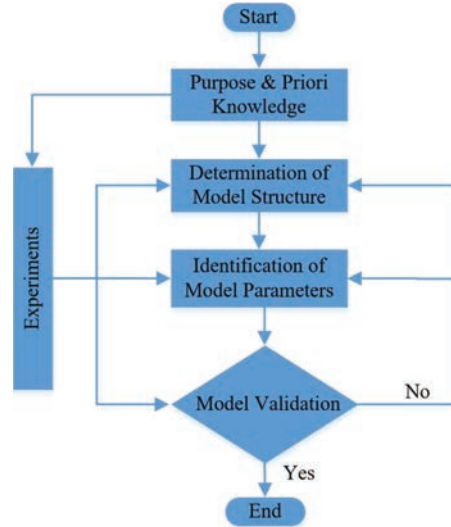 Start
Purpose & Priori
Knowledge
Determination of
Model Structure
Experiments
Identification of
Model Parameters
Model Validation
No
Yes
End